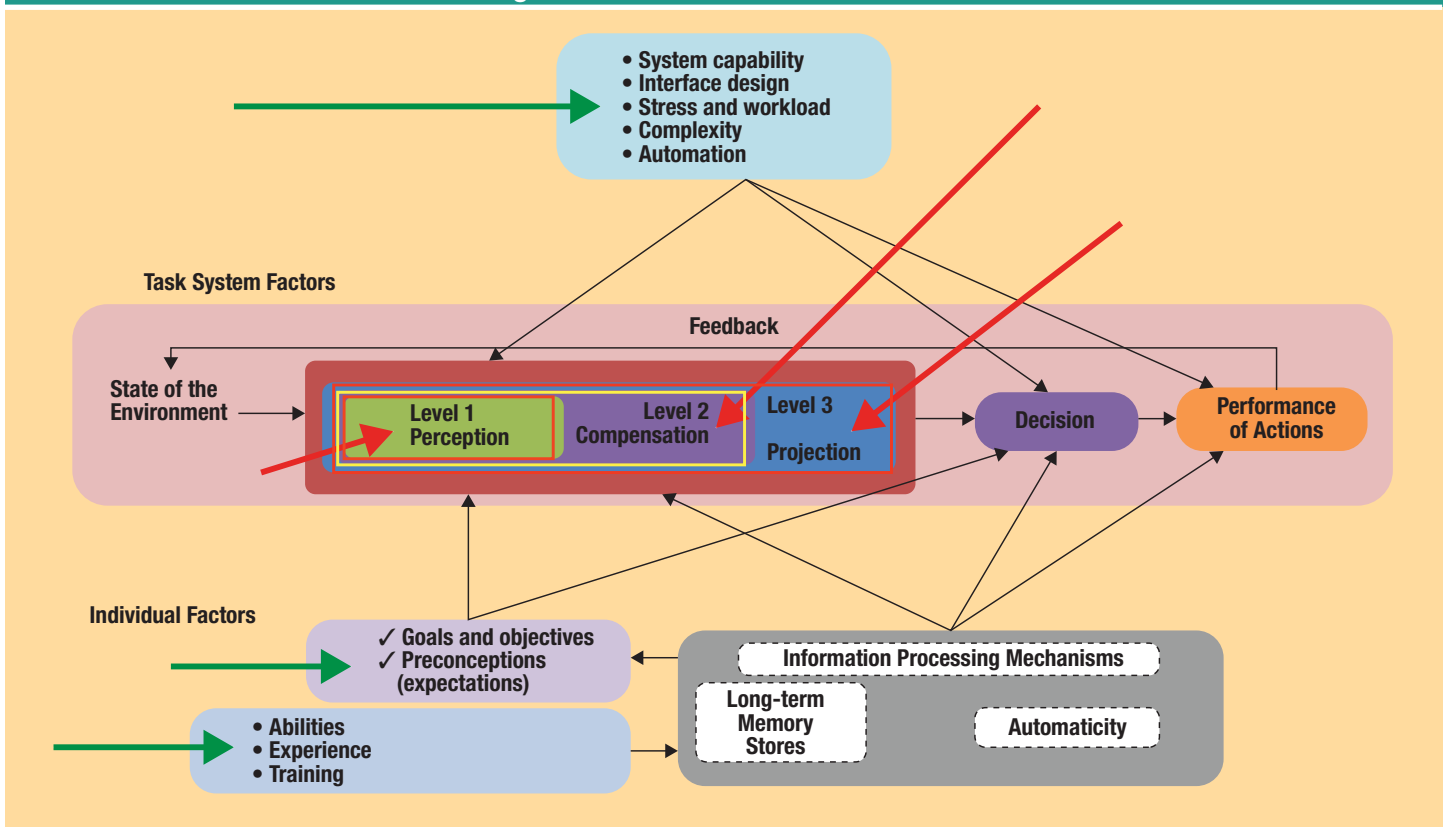 • System capability
• Interface design
• Stress and workload
• Complexity
• Automation
Task System Factors
Feedback
State of the
Environment
Level 1
Perception
Level 2
Compensation
Level 3
Projection
Decision
Performance
of Actions
Individual Factors
✓ Goals and objectives
✓ Preconceptions
(expectations)
• Abilities
• Experience
• Training
Information Processing Mechanisms
Long-term
Memory
Stores
Automaticity